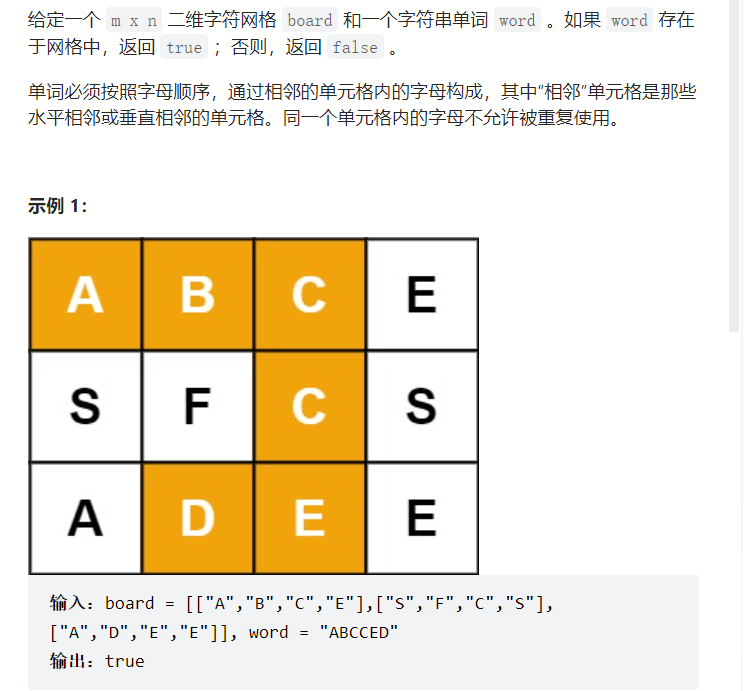 给定一个 m x n 二维字符网格 board 和一个字符串单词 word 。如果 word 存在
于网格中，返回 true ；否则，返回 false 。
单词必须按照字母顺序，通过相邻的单元格内的字母构成，其中“相邻”单元格是那些
水平相邻或垂直相邻的单元格。同一个单元格内的字母不允许被重复使用。
示例 1：
A B C E
S F C S
A D E E
输入：board = [["A","B","C","E"],["S","F","C","S"],
["A","D","E","E"]], word = "ABCCED"
输出：true